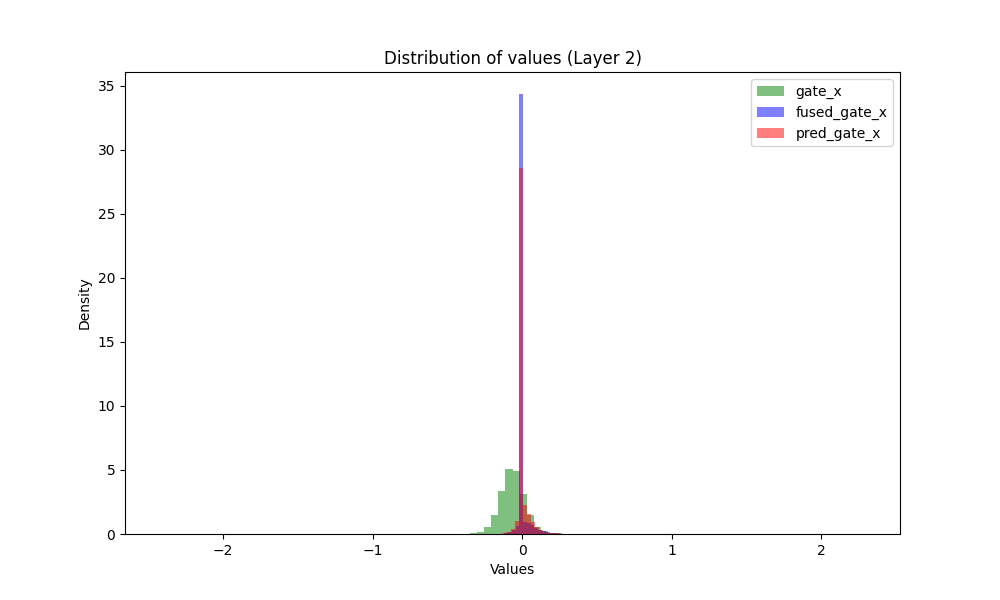 Distribution of values (Layer 2)
gate_x
fused_gate_x
pred_gate_x
35
30
25
20
15
10
5
0
Density
−2
−1
0
1
2
Values